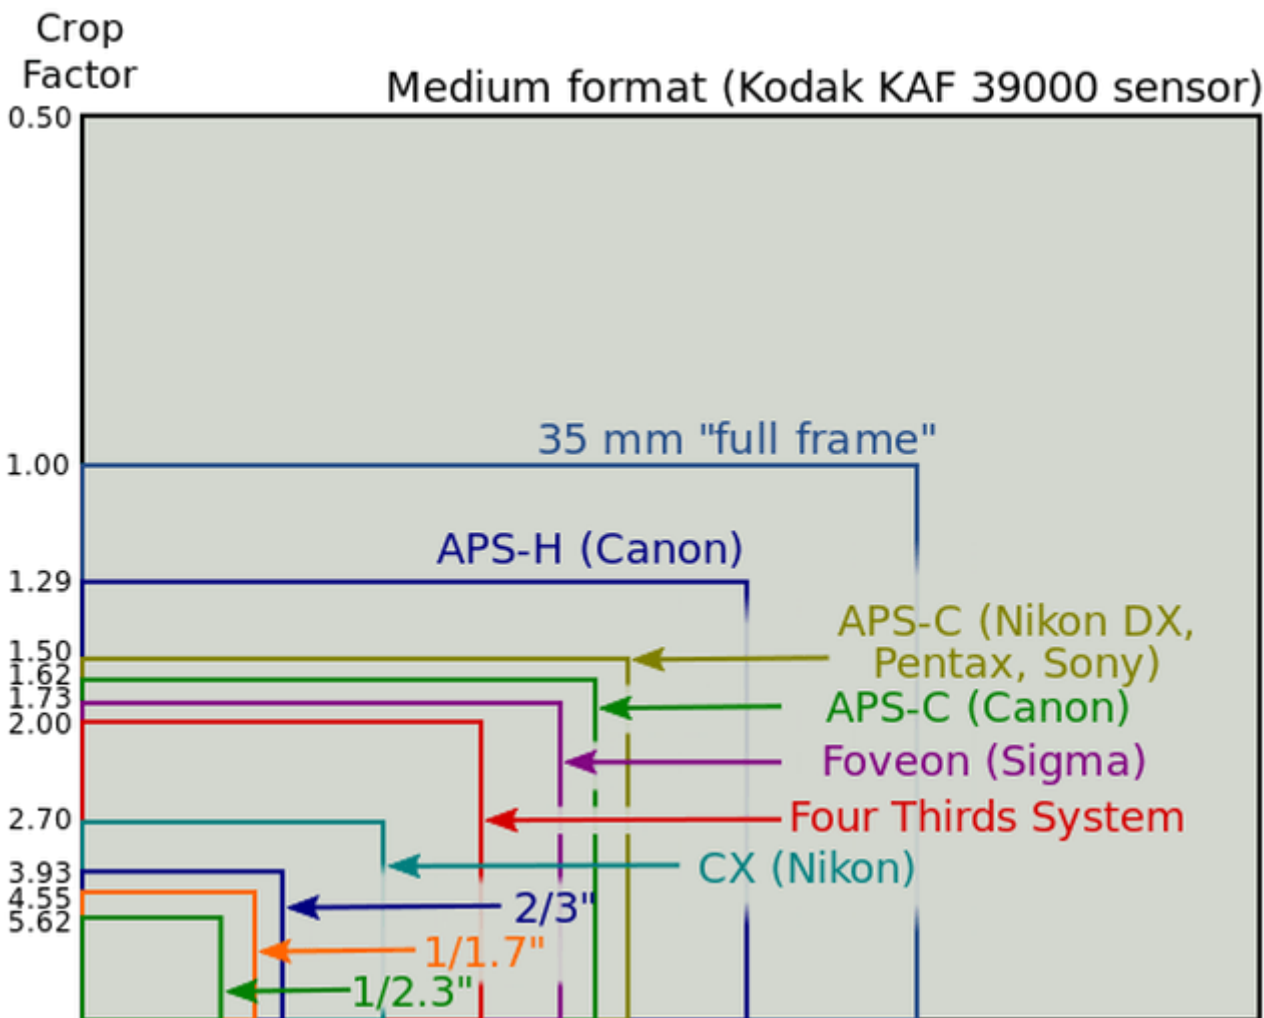 Crop
Factor
Medium format (Kodak KAF 39000 sensor)
0.50
35 mm "full frame"
1.00
APS-H (Canon)
1.29
APS-C (Nikon DX,
Pentax, Sony)
1.50
1.62
1.73
2.00
APS-C (Canon)
Foveon (Sigma)
Four Thirds System
2.70
CX (Nikon)
3.93
4.55
5.62
2/3"
1/1.7"
1/2.3"